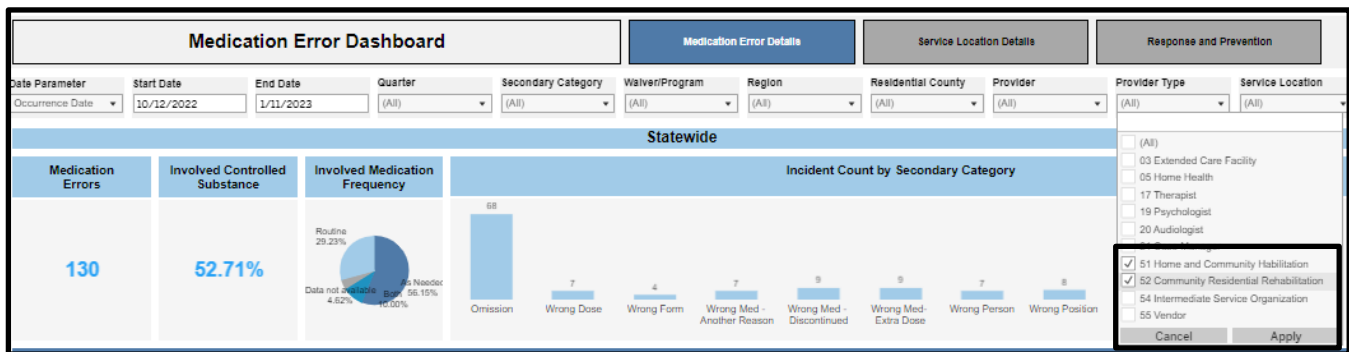 Medication Error Dashboard
Medication Error Details
Service Location Details
Response and Prevention
Date Parameter
Start Date
End Date
Quarter
Secondary Category
Waiver/Program
Region
Residential County
Provider
Provider Type
Service Location
Occurrence Date
10/12/2022
1/11/2023
(All)
(All)
(All)
(All)
(All)
(All)
(All)
(All)
Statewide
Medication
Errors
Involved Controlled
Substance
Involved Medication
Frequency
Incident Count by Secondary Category
130
52.71%
Routine
29.23%
As Needed
56.15%
Data not available
4.62%
Both
10.00%
68
7
4
7
9
9
7
8
Omission
Wrong Dose
Wrong Form
Wrong Med -
Another Reason
Wrong Med -
Discontinued
Wrong Med-
Extra Dose
Wrong Person
Wrong Position
(All)
03 Extended Care Facility
05 Home Health
17 Therapist
19 Psychologist
20 Audiologist
51 Home and Community Habilitation
52 Community Residential Rehabilitation
54 Intermediate Service Organization
55 Vendor
Cancel
Apply